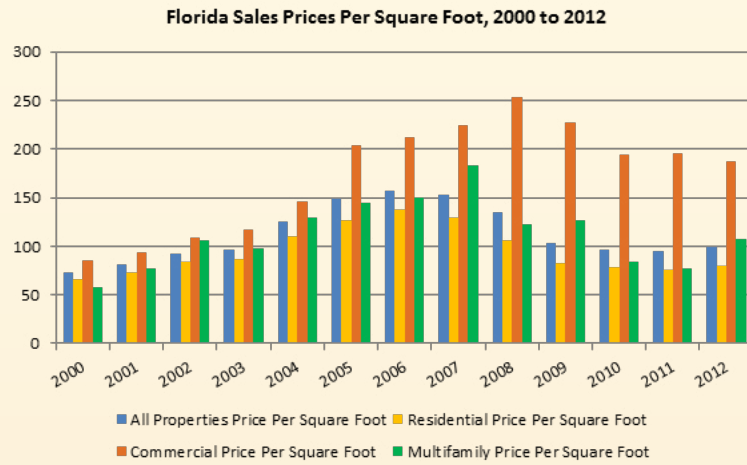 Florida Sales Prices Per Square Foot, 2000 to 2012
300
250
200
150
100
50
0
2000 2001 2002 2003 2004 2005 2006 2007 2008 2009 2010 2011 2012
All Properties Price Per Square Foot Residential Price Per Square Foot
Commercial Price Per Square Foot Multifamily Price Per Square Foot